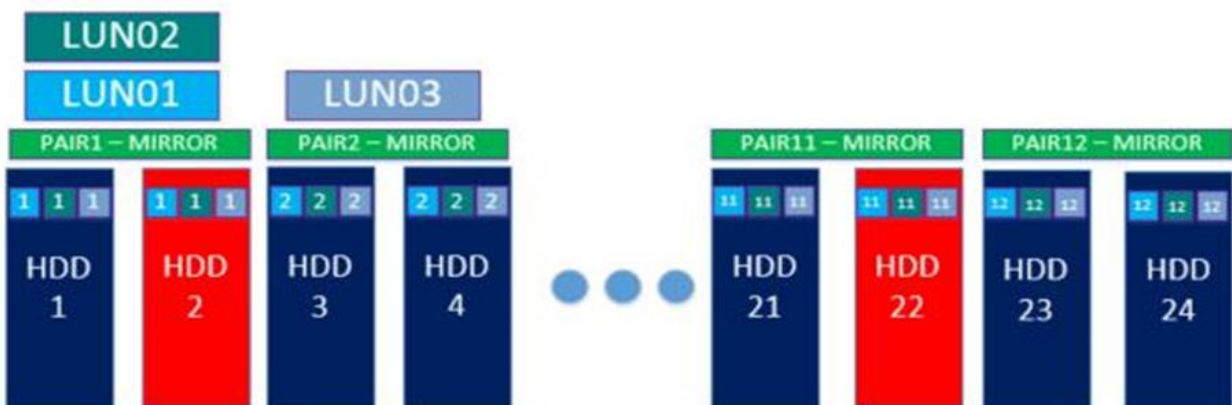 LUN02
LUN01
LUN03
PAIR1 – MIRROR
PAIR2 – MIRROR
PAIR11 – MIRROR
PAIR12 – MIRROR
1 1 1
1 1 1
2 2 2
2 2 2
11 11 11
11 11 11
12 12 12
12 12 12
HDD
1
HDD
2
HDD
3
HDD
4
HDD
21
HDD
22
HDD
23
HDD
24